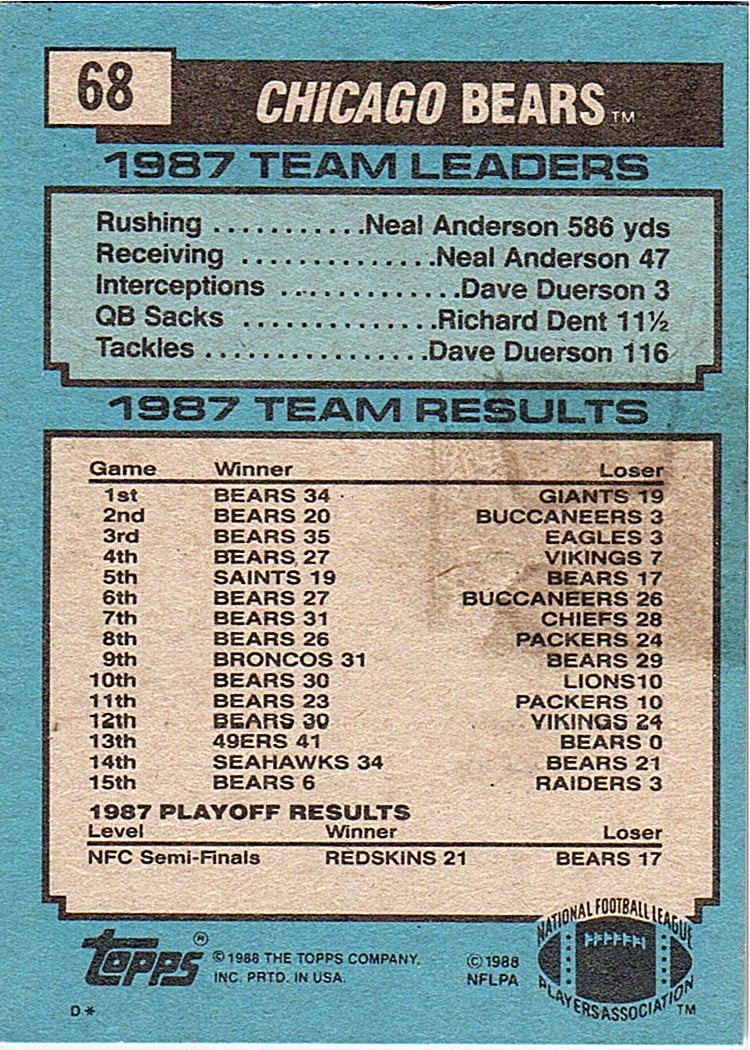 68
CHICAGO BEARS™
1987 TEAM LEADERS
Rushing ...........Neal Anderson 586 yds
Receiving ..............Neal Anderson 47
Interceptions .............Dave Duerson 3
QB Sacks ..............Richard Dent 11½
Tackles ................Dave Duerson 116
1987 TEAM RESULTS
Game Winner Loser
1st BEARS 34 GIANTS 19
2nd BEARS 20 BUCCANEERS 3
3rd BEARS 35 EAGLES 3
4th BEARS 27 VIKINGS 7
5th SAINTS 19 BEARS 17
6th BEARS 27 BUCCANEERS 26
7th BEARS 31 CHIEFS 28
8th BEARS 26 PACKERS 24
9th BRONCOS 31 BEARS 29
10th BEARS 30 LIONS10
11th BEARS 23 PACKERS 10
12th BEARS 30 VIKINGS 24
13th 49ERS 41 BEARS 0
14th SEAHAWKS 34 BEARS 21
15th BEARS 6 RAIDERS 3
1987 PLAYOFF RESULTS
Level Winner Loser
NFC Semi-Finals REDSKINS 21 BEARS 17
topps® © 1988 THE TOPPS COMPANY,
INC. PRTD. IN USA.
© 1988
NFLPA
NATIONAL FOOTBALL LEAGUE
PLAYERS ASSOCIATION ™
D*